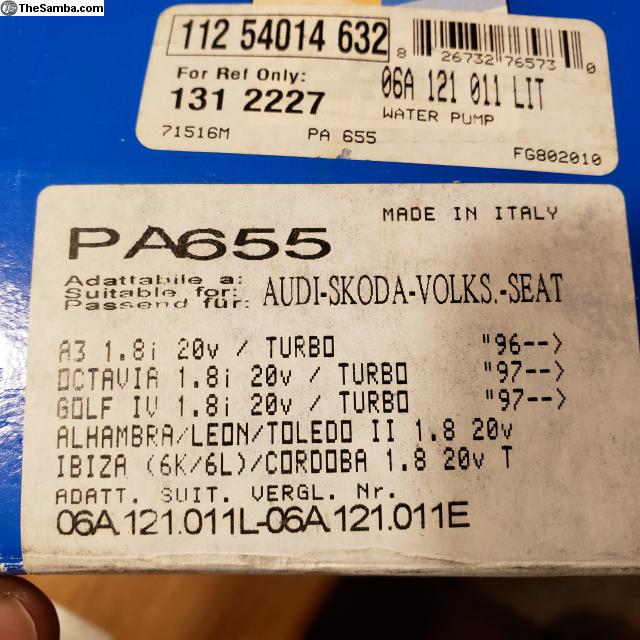 TheSamba.com
112 54014 632
8 26732 76573 0
For Ref Only:
06A 121 011 LIT
131 2227
WATER PUMP
71516M PA 655
FG802010
MADE IN ITALY
PA655
Adattabile a:
Suitable for: AUDI-SKODA-VOLKS.-SEAT
Passend für:
A3 1.8i 20v / TURBO "96-->
OCTAVIA 1.8i 20v / TURBO "97-->
GOLF IV 1.8i 20v / TURBO "97-->
ALHAMBRA/LEON/TOLEDO II 1.8 20v
IBIZA (6K/6L)/CORDOBA 1.8 20v T
ADATT. SUIT. VERGL. Nr.
06A.121.011L-06A.121.011E